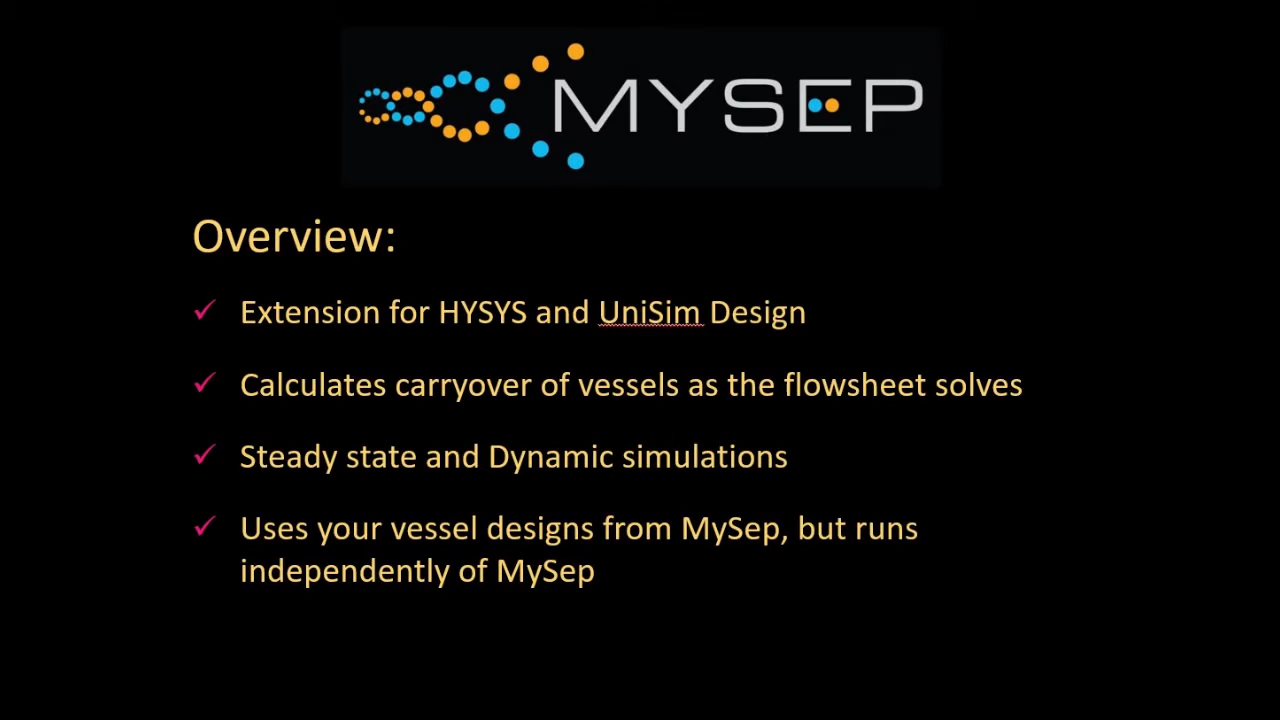 MYSEP
Overview:
✓ Extension for HYSYS and UniSim Design
✓ Calculates carryover of vessels as the flowsheet solves
✓ Steady state and Dynamic simulations
✓ Uses your vessel designs from MySep, but runs
independently of MySep